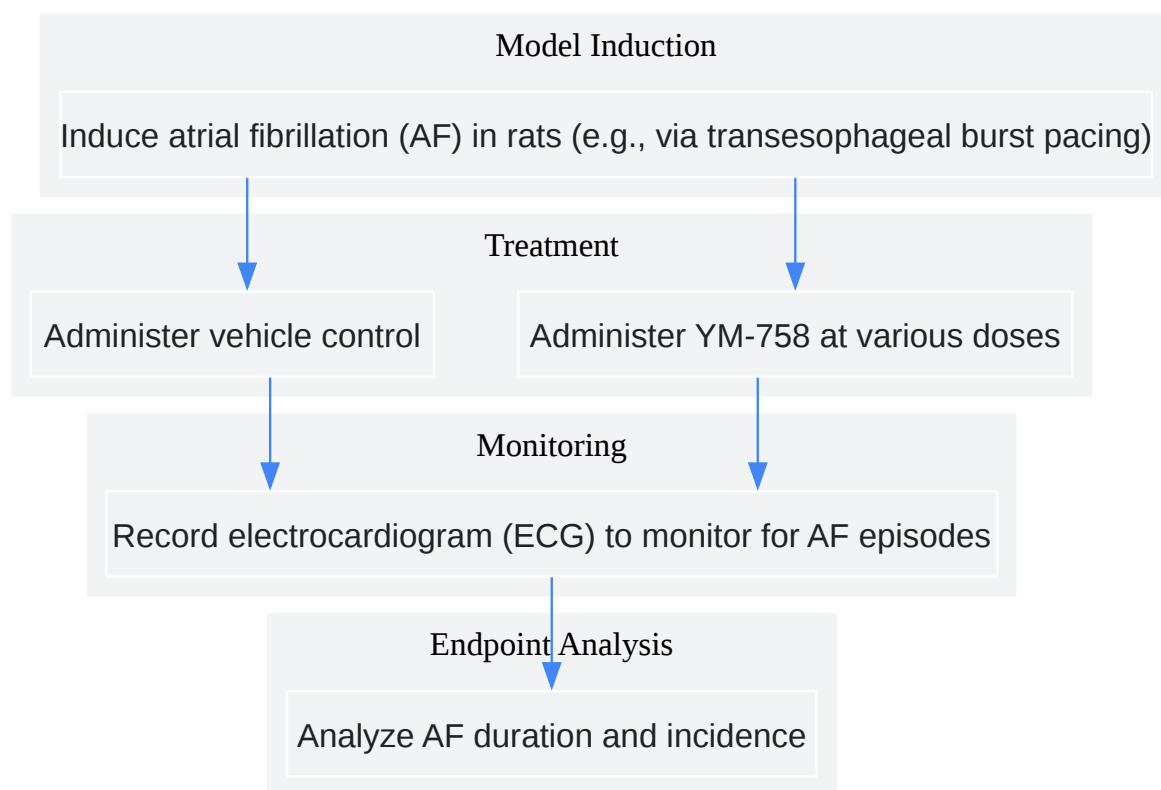 Model Induction
Induce atrial fibrillation (AF) in rats (e.g., via transesophageal burst pacing)
Treatment
Administer vehicle control
Administer YM-758 at various doses
Monitoring
Record electrocardiogram (ECG) to monitor for AF episodes
Endpoint Analysis
Analyze AF duration and incidence